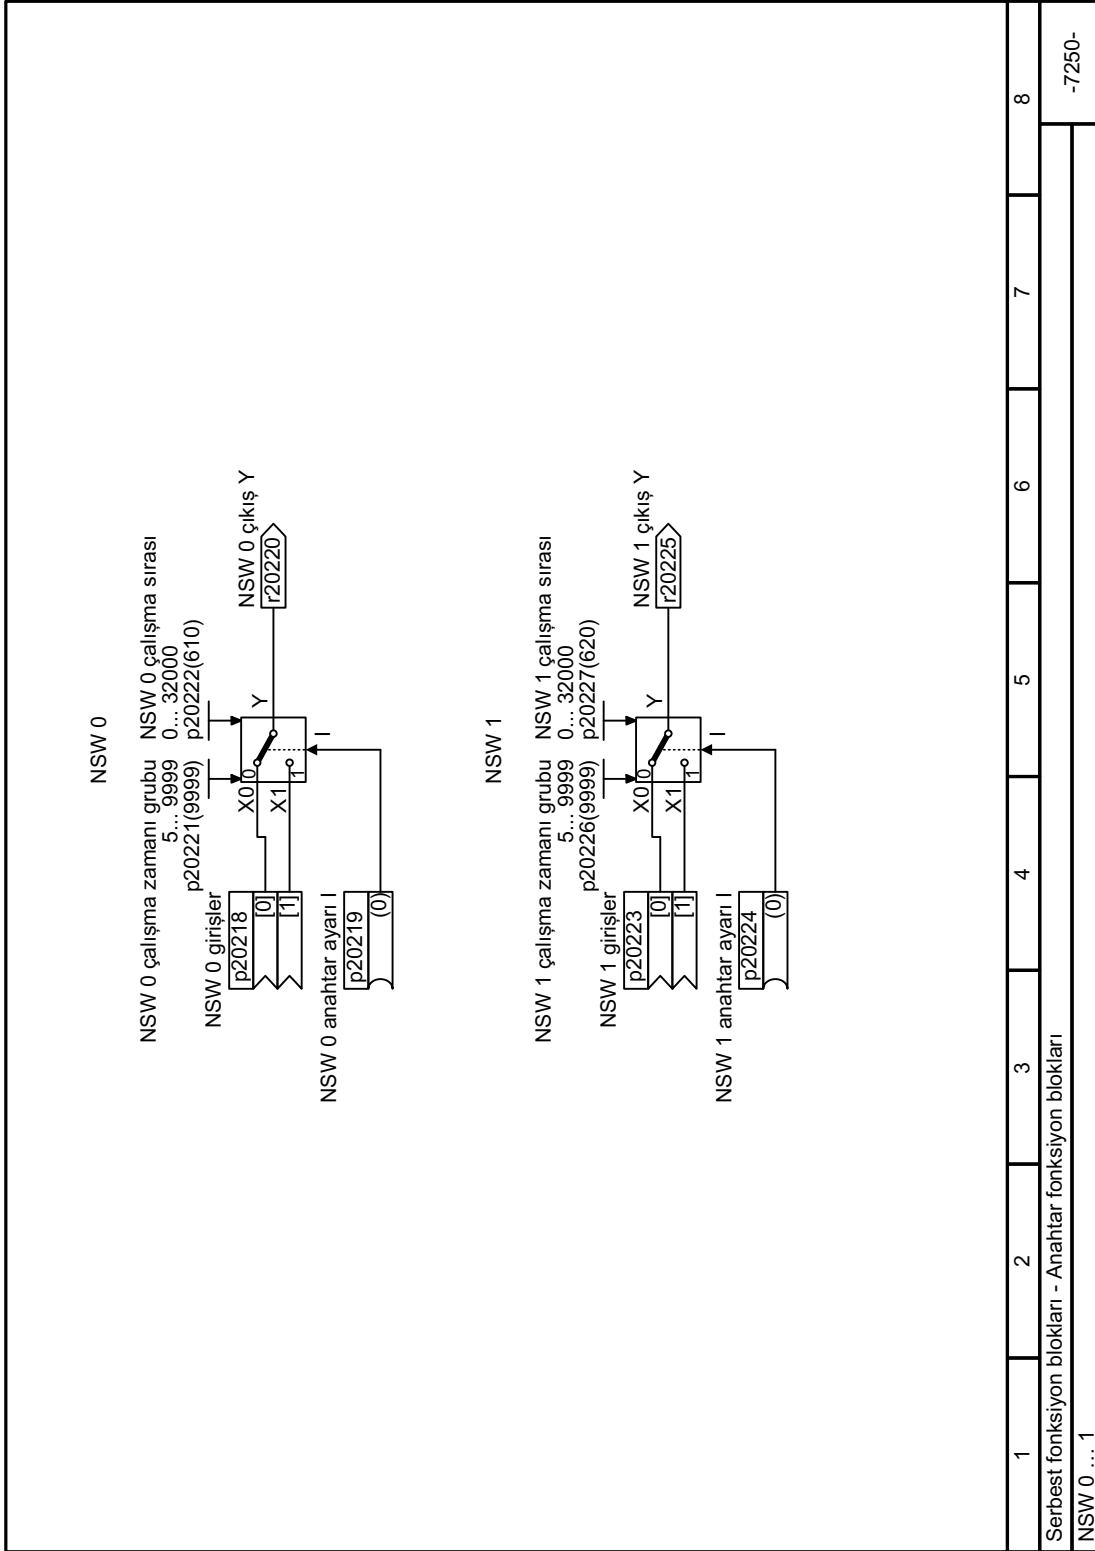 NSW 0
NSW 0 çalışma zamanı grubu
5... 9999
p20221(9999)
NSW 0 çalışma sırası
0... 32000
p20222(610)
NSW 0 girişler
p20218
[0]
[1]
X0
0
X1
1
Y
I
NSW 0 çıkış Y
r20220
NSW 0 anahtar ayarı I
p20219
(0)
NSW 1
NSW 1 çalışma zamanı grubu
5... 9999
p20226(9999)
NSW 1 çalışma sırası
0... 32000
p20227(620)
NSW 1 girişler
p20223
[0]
[1]
X0
0
X1
1
Y
I
NSW 1 çıkış Y
r20225
NSW 1 anahtar ayarı I
p20224
(0)
1 2 3 4 5 6 7 8
Serbest fonksiyon blokları - Anahtar fonksiyon blokları
NSW 0 ... 1
-7250-